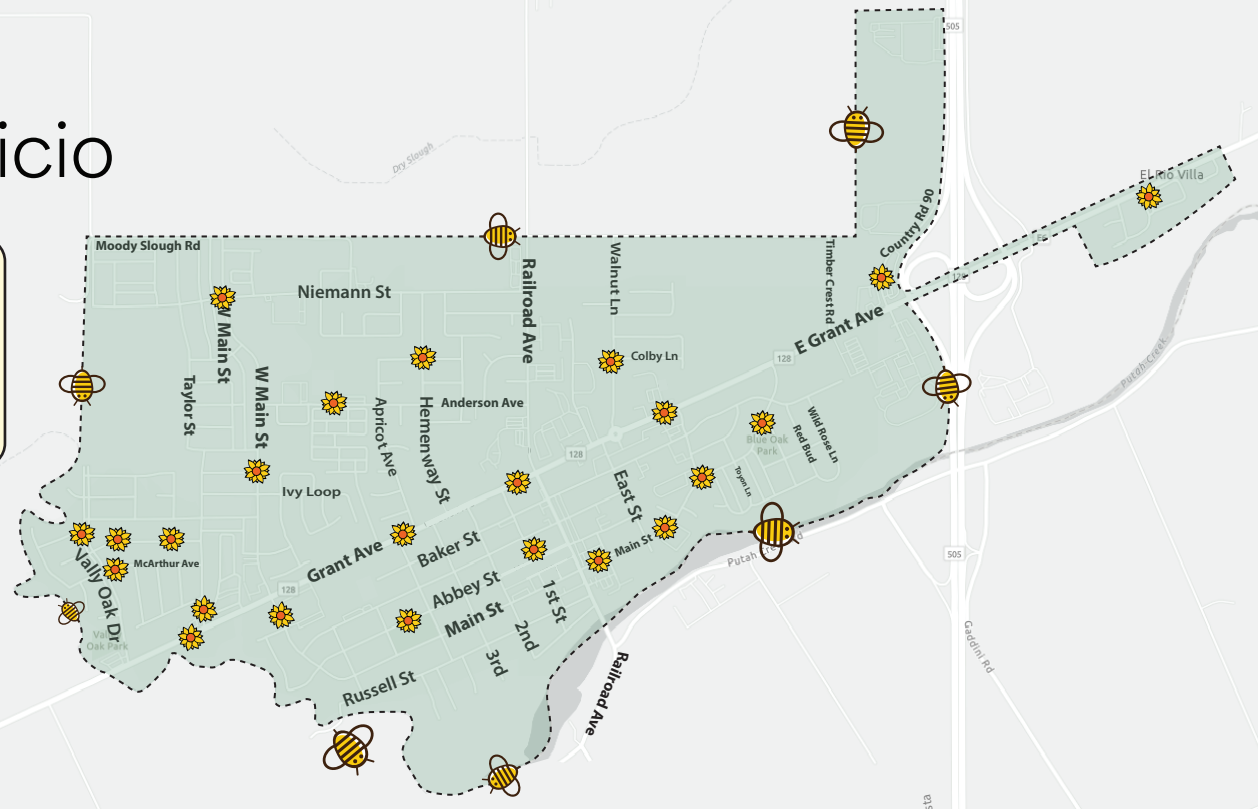 505
icio
Dry Slough
El Rio Villa
Country Rd 90
Moody Slough Rd
Niemann St
Railroad Ave
Walnut Ln
Timber Crest Rd
128
E Grant Ave
W Main St
Colby Ln
128
Putah Creek
Taylor St
W Main St
Apricot Ave
Hemenway St
Anderson Ave
Wild Rose Ln
Red Bud
Blue Oak
Park
128
Toyon Ln
East St
Ivy Loop
Vally Oak Dr
McArthur Ave
Grant Ave
Baker St
Main St
505
128
Abbey St
Main St
1st St
2nd
3rd
Oak Park
Russell St
Railroad Ave
Gaddini Rd